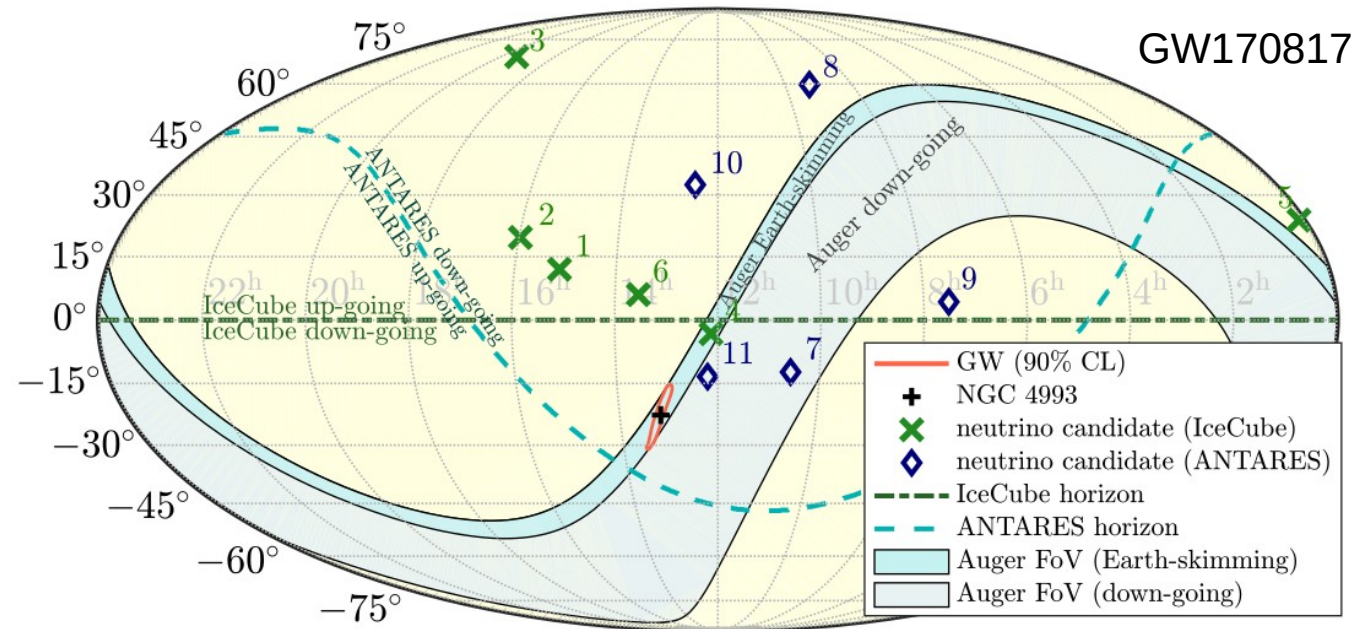 GW170817
75°
60°
45°
30°
15°
0°
−15°
−30°
−45°
−60°
−75°
3
8
10
5
2
1
6
4
9
11
7
22h
20h
18h
16h
14h
12h
10h
6h
4h
2h
ANTARES down-going
ANTARES up-going
IceCube up-going
IceCube down-going
Auger Earth-skimming
Auger down-going
GW (90% CL)
NGC 4993
neutrino candidate (IceCube)
neutrino candidate (ANTARES)
IceCube horizon
ANTARES horizon
Auger FoV (Earth-skimming)
Auger FoV (down-going)